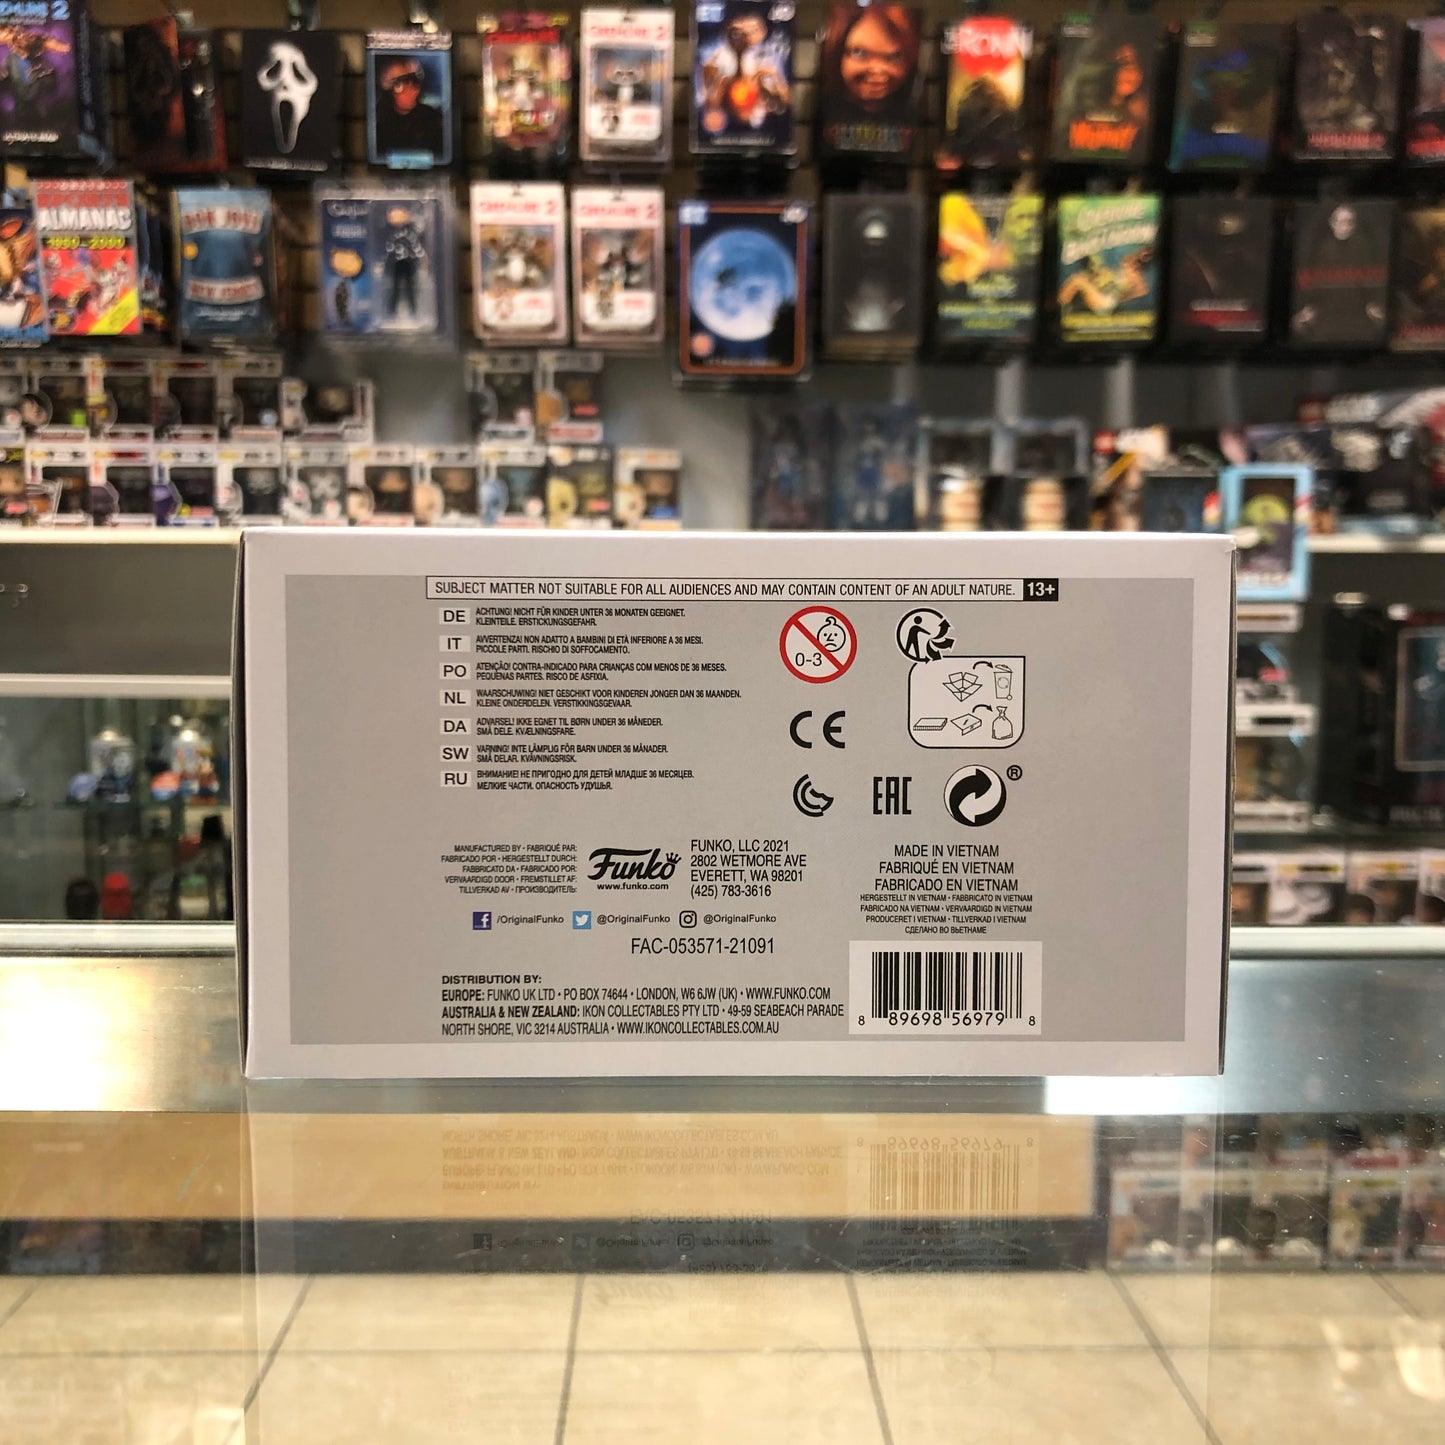 GREMLINS 2
SPORTS
ALMANAC
1950-2000
SUBJECT MATTER NOT SUITABLE FOR ALL AUDIENCES AND MAY CONTAIN CONTENT OF AN ADULT NATURE. 13+
DE ACHTUNG! NICHT FÜR KINDER UNTER 36 MONATEN GEEIGNET.
KLEINTEILE. ERSTICKUNGSGEFAHR.
IT AVVERTENZA! NON ADATTO A BAMBINI DI ETÀ INFERIORE A 36 MESI.
PICCOLE PARTI. RISCHIO DI SOFFOCAMENTO.
PO ATENÇÃO! CONTRA-INDICADO PARA CRIANÇAS COM MENOS DE 36 MESES.
PEQUENAS PARTES. RISCO DE ASFIXIA.
NL WAARSCHUWING! NIET GESCHIKT VOOR KINDEREN JONGER DAN 36 MAANDEN.
KLEINE ONDERDELEN. VERSTIKKINGSGEVAAR.
DA ADVARSEL! IKKE EGNET TIL BØRN UNDER 36 MÅNEDER.
SMÅ DELE. KVÆLNINGSFARE.
SW VARNING! INTE LÄMPLIG FÖR BARN UNDER 36 MÅNADER.
SMÅ DELAR. KVÄVNINGSRISK.
RU ВНИМАНИЕ! НЕ ПРИГОДНО ДЛЯ ДЕТЕЙ МЛАДШЕ 36 МЕСЯЦЕВ.
МЕЛКИЕ ЧАСТИ. ОПАСНОСТЬ УДУШЬЯ.
0-3
CE
EAC
®
MANUFACTURED BY • FABRIQUÉ PAR:
FABRICADO POR • HERGESTELLT DURCH:
FABBRICATO DA • FABRICADO POR:
VERVAARDIGD DOOR • FREMSTILLET AF:
TILLVERKAD AV • ПРОИЗВОДИТЕЛЬ:
Funko
www.funko.com
FUNKO, LLC 2021
2802 WETMORE AVE
EVERETT, WA 98201
(425) 783-3616
/OriginalFunko @OriginalFunko @OriginalFunko
FAC-053571-21091
MADE IN VIETNAM
FABRIQUÉ EN VIETNAM
FABRICADO EN VIETNAM
HERGESTELLT IN VIETNAM • FABBRICATO IN VIETNAM
FABRICADO NA VIETNAM • VERVAARDIGD IN VIETNAM
PRODUCERET I VIETNAM • TILLVERKAD I VIETNAM
СДЕЛАНО ВО ВЬЕТНАМЕ
DISTRIBUTION BY:
EUROPE: FUNKO UK LTD • PO BOX 74644 • LONDON, W6 6JW (UK) • WWW.FUNKO.COM
AUSTRALIA & NEW ZEALAND: IKON COLLECTABLES PTY LTD • 49-59 SEABEACH PARADE
NORTH SHORE, VIC 3214 AUSTRALIA • WWW.IKONCOLLECTABLES.COM.AU
8 89698 56979 8